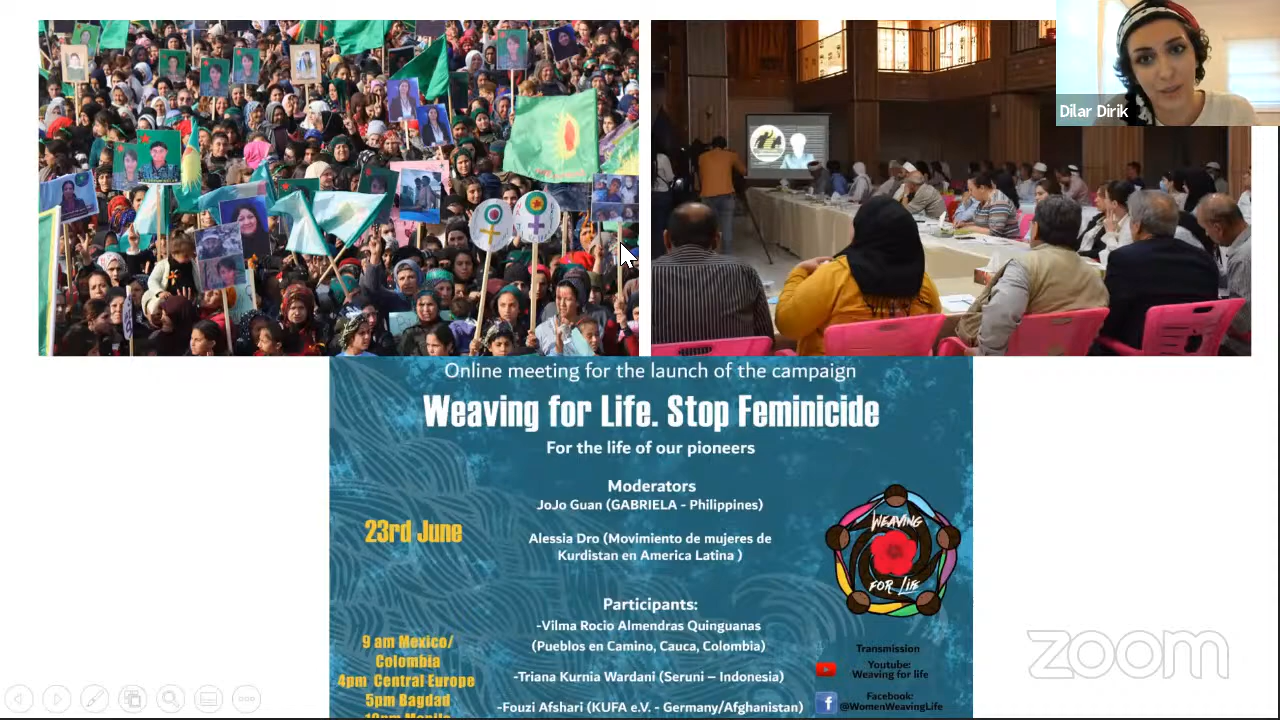 Dilar Dirik
Online meeting for the launch of the campaign
Weaving for Life. Stop Feminicide
For the life of our pioneers
Moderators
JoJo Guan (GABRIELA - Philippines)
23rd June
Alessia Dro (Movimiento de mujeres de
Kurdistan en America Latina )
WEAVING
FOR LIFE
Participants:
-Vilma Rocio Almendras Quinguanas
(Pueblos en Camino, Cauca, Colombia)
9 am Mexico/
Colombia
4pm Central Europe
5pm Bagdad
-Triana Kurnia Wardani (Seruni – Indonesia)
-Fouzi Afshari (KUFA e.V. - Germany/Afghanistan)
Transmission
Youtube:
Weaving for life
Facebook:
@WomenWeavingLife
zoom